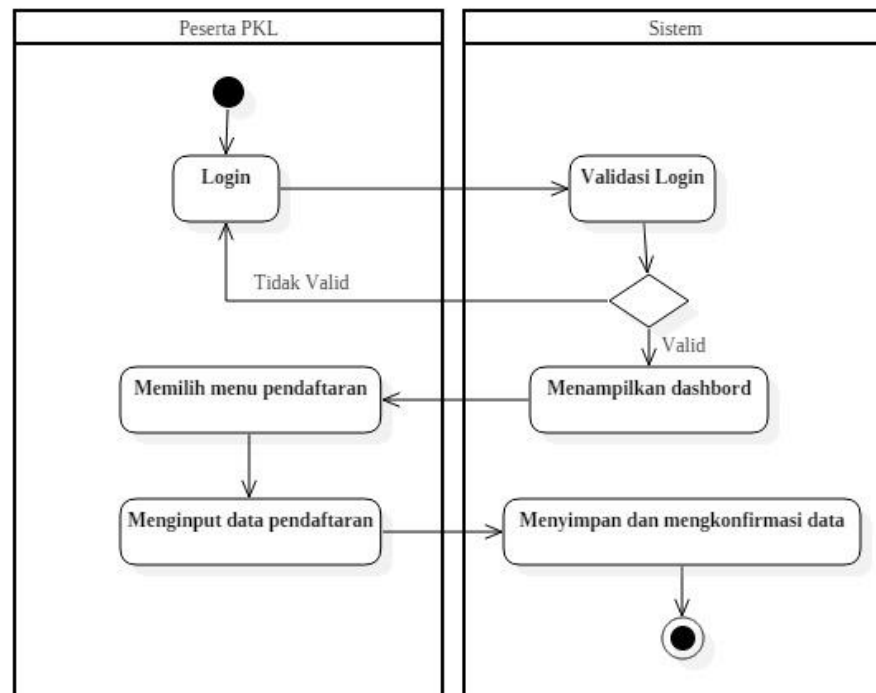 Peserta PKL
Sistem
Login
Validasi Login
Tidak Valid
Valid
Memilih menu pendaftaran
Menampilkan dashbord
Menginput data pendaftaran
Menyimpan dan mengkonfirmasi data